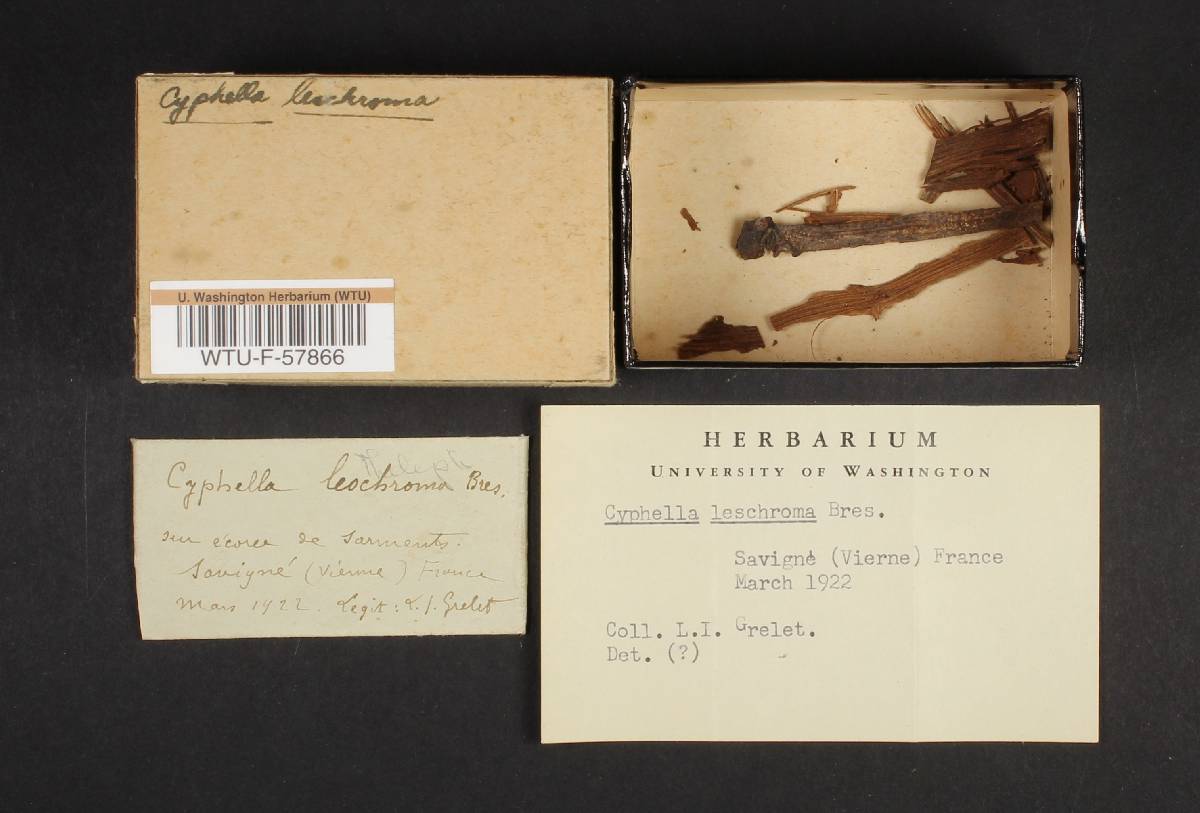 Cyphella leschroma
U. Washington Herbarium (WTU)
WTU-F-57866
Cyphella leochroma Bres.
sur écorce de sarments.
Savigné (Vienne) France
Mars 1922. Legit: L. J. Grelet
HERBARIUM
UNIVERSITY OF WASHINGTON
Cyphella leschroma Bres.
Savigné (Vierne) France
March 1922
Coll. L.I. Grelet.
Det. (?)